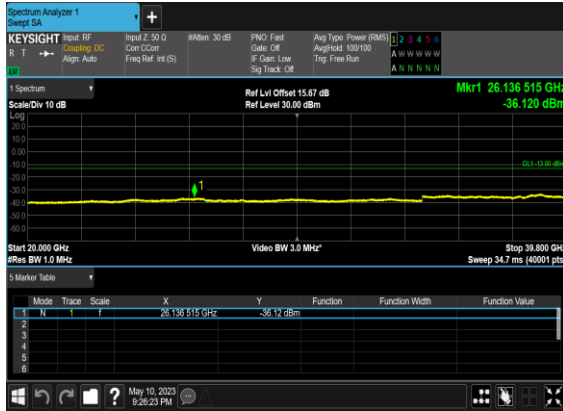 Spectrum Analyzer 1
Swept SA
KEYSIGHT
R T
LV
Input: RF
Coupling: DC
Align: Auto
Input Z: 50 Ω
Corr CCorr
Freq Ref: Int (S)
#Atten: 30 dB
PNO: Fast
Gate: Off
IF Gain: Low
Sig Track: Off
Avg Type: Power (RMS)
Avg|Hold: 100/100
Trig: Free Run
1 2 3 4 5 6
A W W W W W
A N N N N N
1 Spectrum
Scale/Div 10 dB
Ref Lvl Offset 15.67 dB
Ref Level 30.00 dBm
Mkr1 26.136 515 GHz
-36.120 dBm
Log
20.0
10.0
0.00
-10.0
DL1 -13.00 dBm
-20.0
-30.0
1
-40.0
-50.0
-60.0
Start 20.000 GHz
#Res BW 1.0 MHz
Video BW 3.0 MHz*
Stop 39.800 GHz
Sweep 34.7 ms (40001 pts)
5 Marker Table
Mode Trace Scale X Y Function Function Width Function Value
1 N 1 f 26.136 515 GHz -36.12 dBm
2
3
4
5
6
?
May 10, 2023
9:26:23 PM